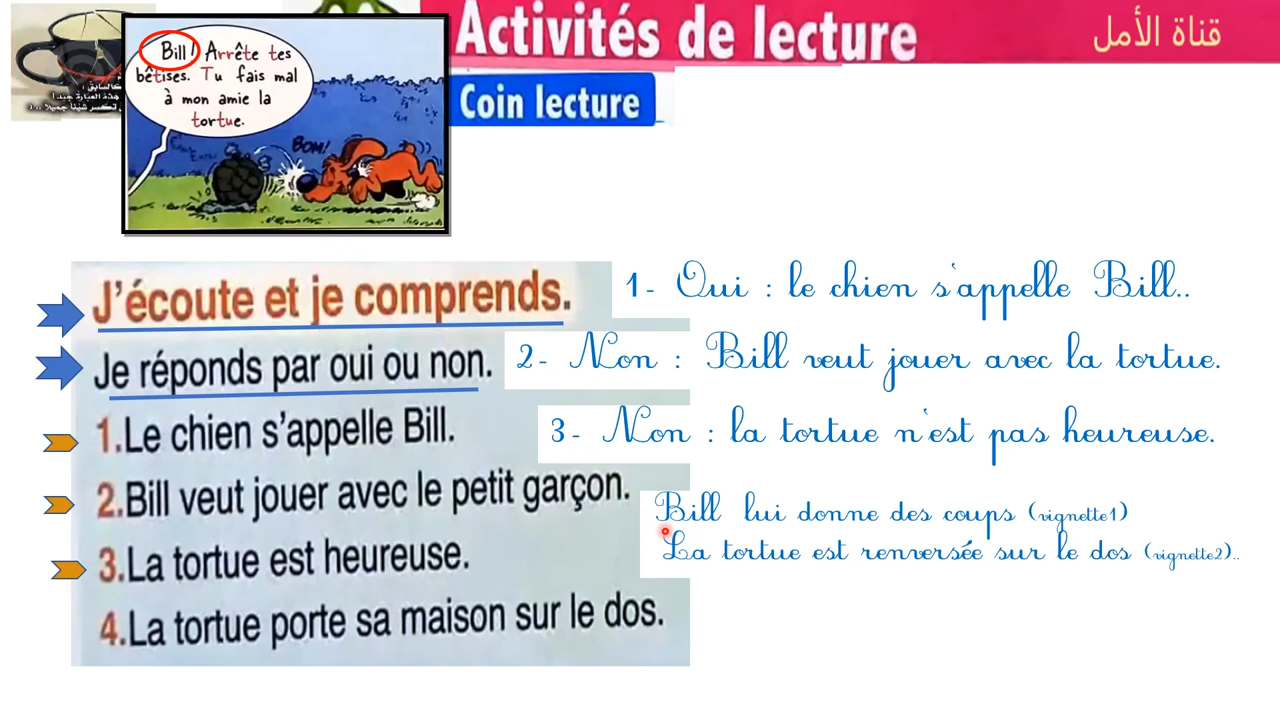 Activités de lecture
قناة الأمل
Coin lecture
Bill! Arrête tes
bêtises. Tu fais mal
à mon amie la
tortue.
BOM!
J'écoute et je comprends.
1- Oui : le chien s'appelle Bill..
Je réponds par oui ou non.
2- Non : Bill veut jouer avec la tortue.
1.Le chien s'appelle Bill.
3- Non : la tortue n'est pas heureuse.
2.Bill veut jouer avec le petit garçon.
Bill lui donne des coups (vignette1)
La tortue est renversée sur le dos (vignette2)..
3.La tortue est heureuse.
4.La tortue porte sa maison sur le dos.